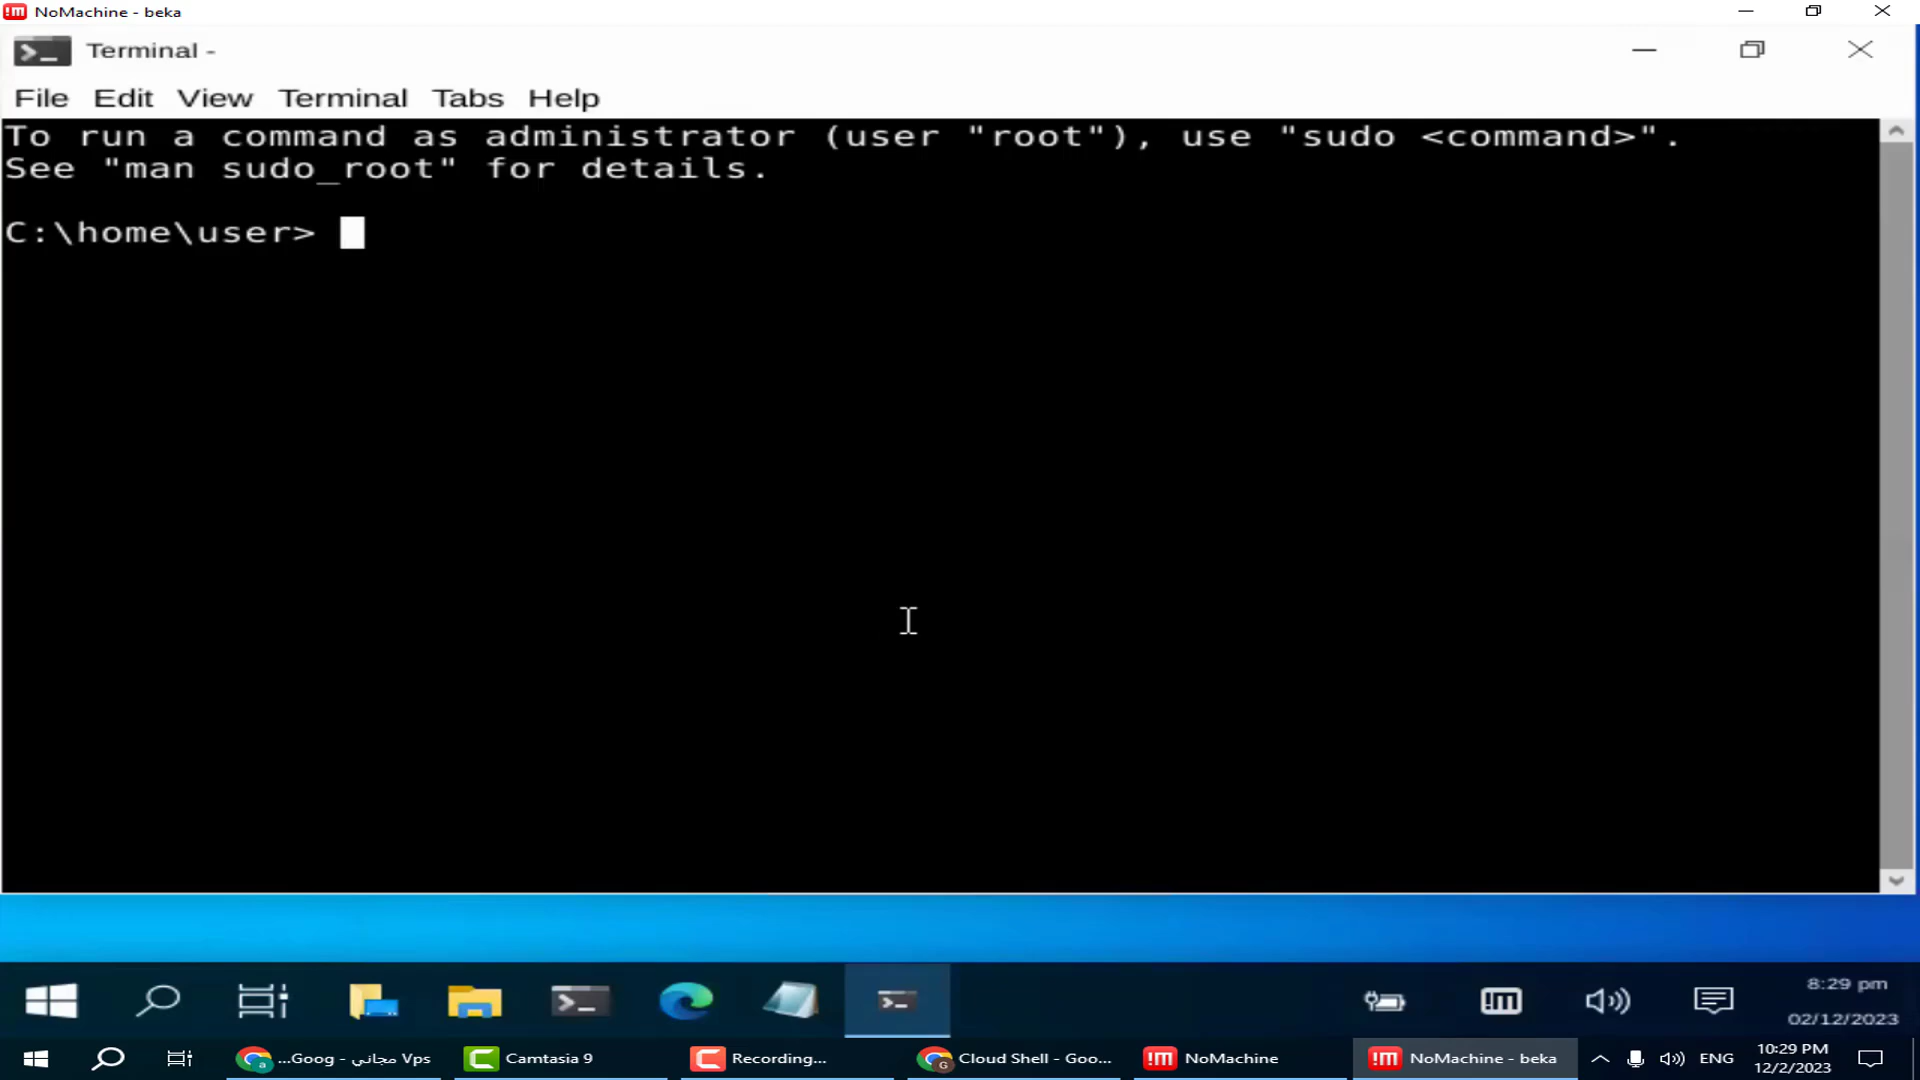 NoMachine - beka
Terminal -
File Edit View Terminal Tabs Help
To run a command as administrator (user "root"), use "sudo <command>".
See "man sudo_root" for details.
C:\home\user>
8:29 pm
02/12/2023
...Goog - مجاني Vps
Camtasia 9
Recording...
Cloud Shell - Goo...
NoMachine
NoMachine - beka
ENG
10:29 PM
12/2/2023